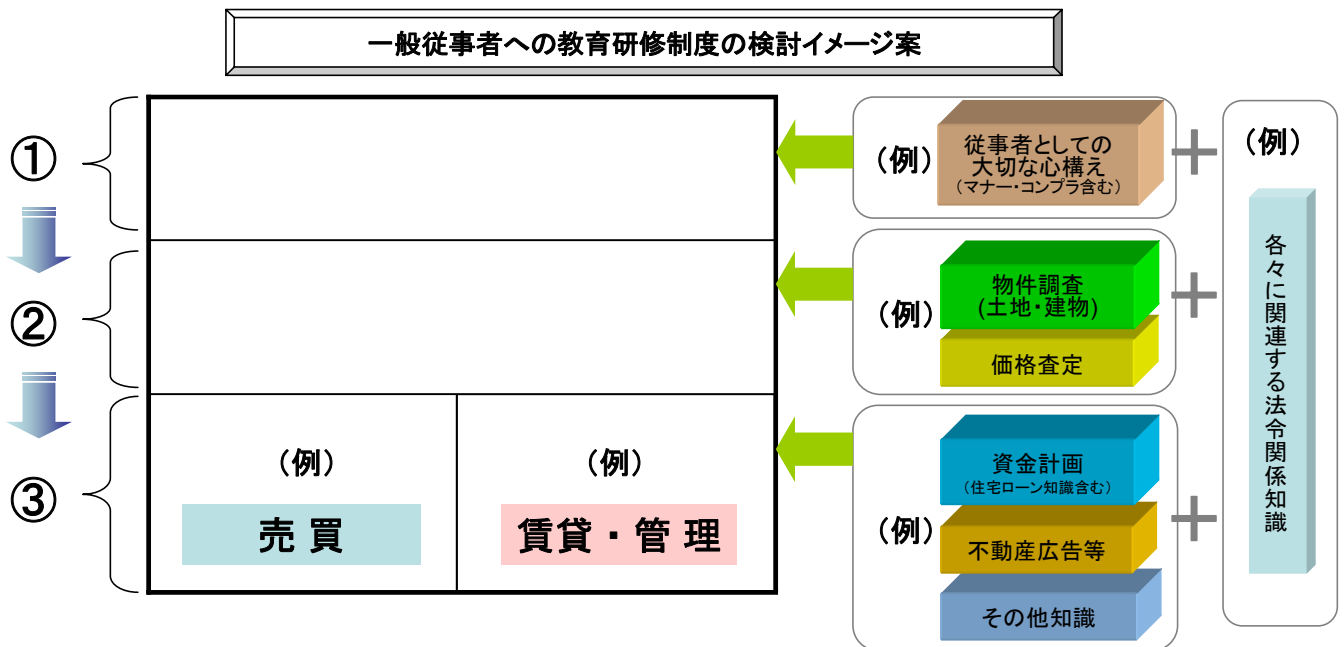 一般従事者への教育研修制度の検討イメージ案
①
(例)
従事者としての
大切な心構え
(マナー・コンプラ含む)
②
(例)
物件調査
(土地・建物)
価格査定
③
(例)
売 買
(例)
賃貸・管 理
(例)
資金計画
(住宅ローン知識含む)
不動産広告等
その他知識
(例)
各々に関連する法令関係知識